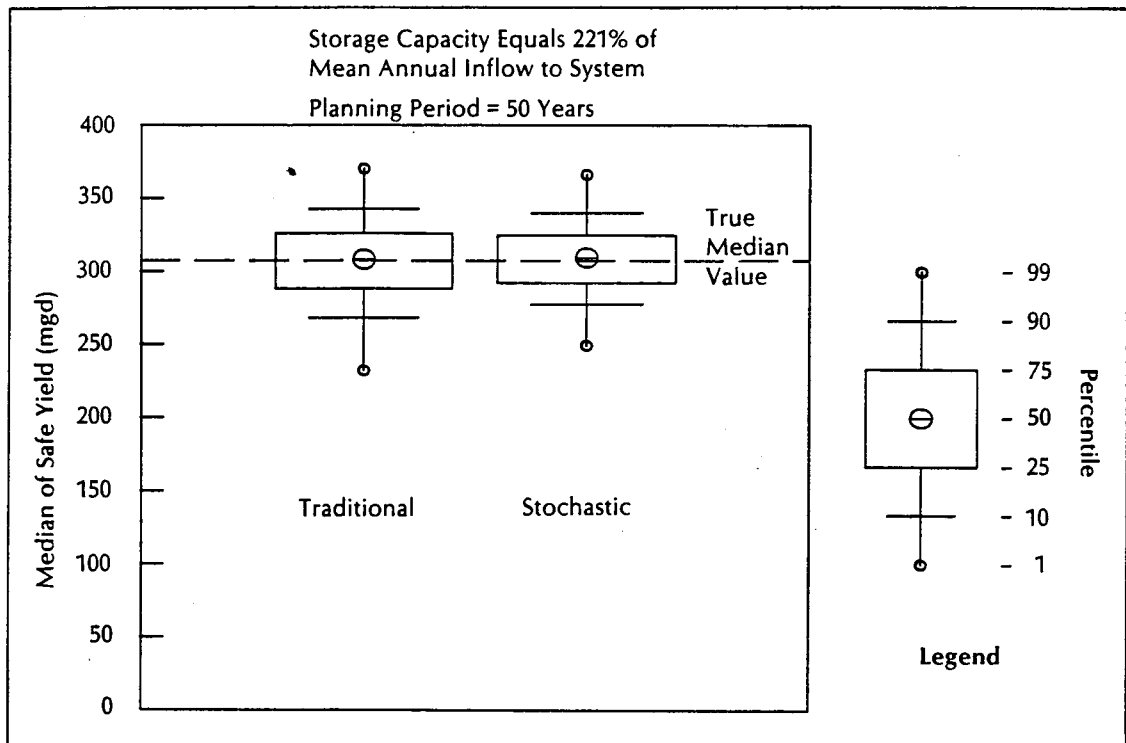 Storage Capacity Equals 221% of
Mean Annual Inflow to System
Planning Period = 50 Years
Median of Safe Yield (mgd)
400
350
300
250
200
150
100
50
0
True
Median
Value
Traditional
Stochastic
- 99
- 90
- 75
- 50
- 25
- 10
- 1
Percentile
Legend